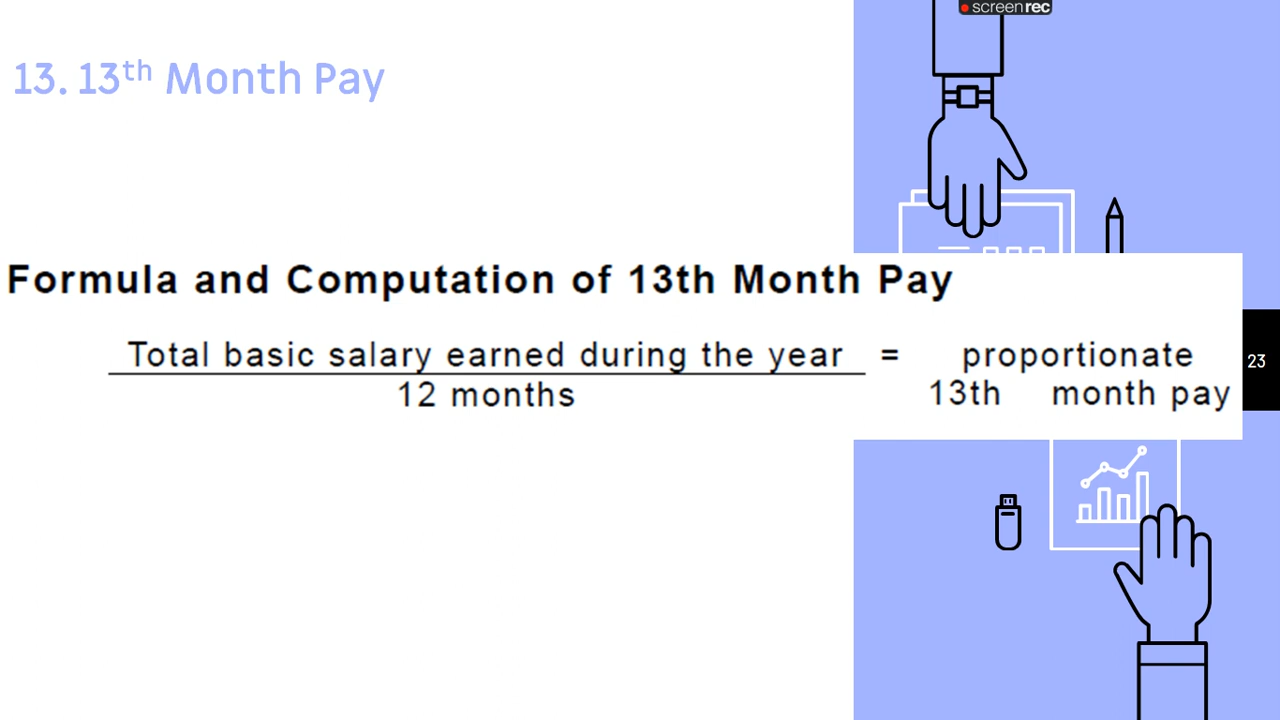 screenrec
13. 13th Month Pay
Formula and Computation of 13th Month Pay
Total basic salary earned during the year = proportionate
12 months 13th month pay
23